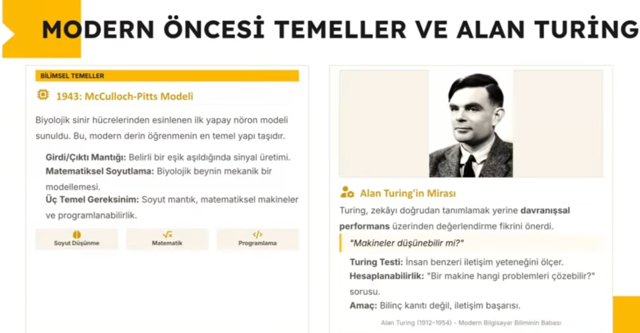 MODERN ÖNCESİ TEMELLER VE ALAN TURİNG
BİLİMSEL TEMELLER
1943: McCulloch-Pitts Modeli
Biyolojik sinir hücrelerinden esinlenen ilk yapay nöron modeli
sunuldu. Bu, modern derin öğrenmenin en temel yapı taşıdır.
Girdi/Çıktı Mantığı: Belirli bir eşik aşıldığında sinyal üretimi.
Matematiksel Soyutlama: Biyolojik beynin mekanik bir
modellemesi.
Üç Temel Gereksinim: Soyut mantık, matematiksel makineler
ve programlanabilirlik.
Soyut Düşünme
Matematik
Programlama
Alan Turing'in Mirası
Turing, zekâyı doğrudan tanımlamak yerine davranışsal
performans üzerinden değerlendirme fikrini önerdi.
"Makineler düşünebilir mi?"
Turing Testi: İnsan benzeri iletişim yeteneğini ölçer.
Hesaplanabilirlik: "Bir makine hangi problemleri çözebilir?"
sorusu.
Amaç: Bilinç kanıtı değil, iletişim başarısı.
Alan Turing (1912–1954) - Modern Bilgisayar Biliminin Babası